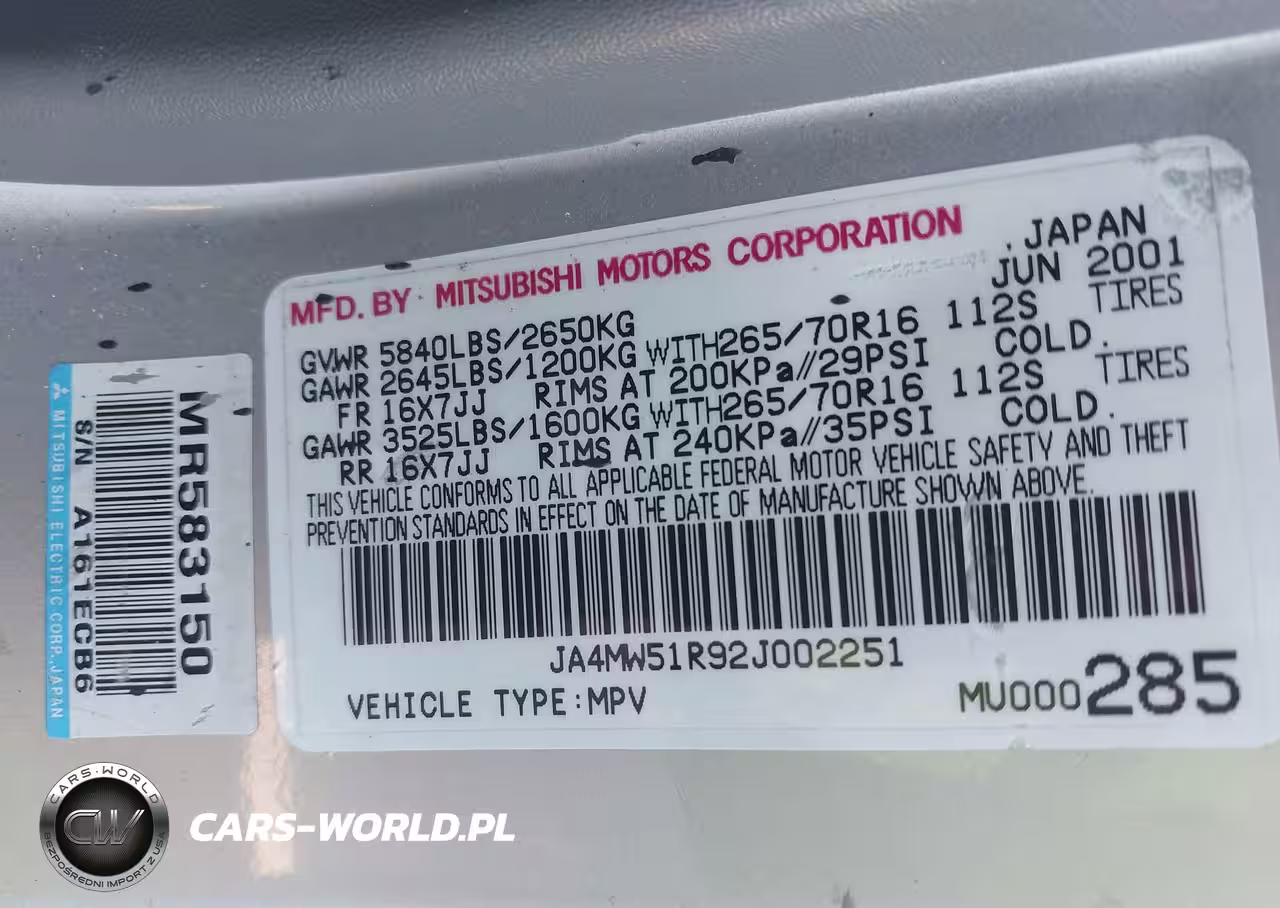 MFD. BY MITSUBISHI MOTORS CORPORATION
JAPAN
JUN 2001
GVWR 5840LBS/2650KG
GAWR 2645LBS/1200KG WITH265/70R16 112S TIRES
FR 16X7JJ RIMS AT 200KPa//29PSI COLD.
GAWR 3525LBS/1600KG WITH265/70R16 112S TIRES
RR 16X7JJ RIMS AT 240KPa//35PSI COLD.
THIS VEHICLE CONFORMS TO ALL APPLICABLE FEDERAL MOTOR VEHICLE SAFETY AND THEFT
PREVENTION STANDARDS IN EFFECT ON THE DATE OF MANUFACTURE SHOWN ABOVE.
JA4MW51R92J002251
VEHICLE TYPE:MPV
MU000285
MR583150
S/N A161ECB6
MITSUBISHI ELECTRIC CORP.JAPAN
CARS-WORLD
CW
BEZPOŚREDNI IMPORT Z USA
CARS-WORLD.PL